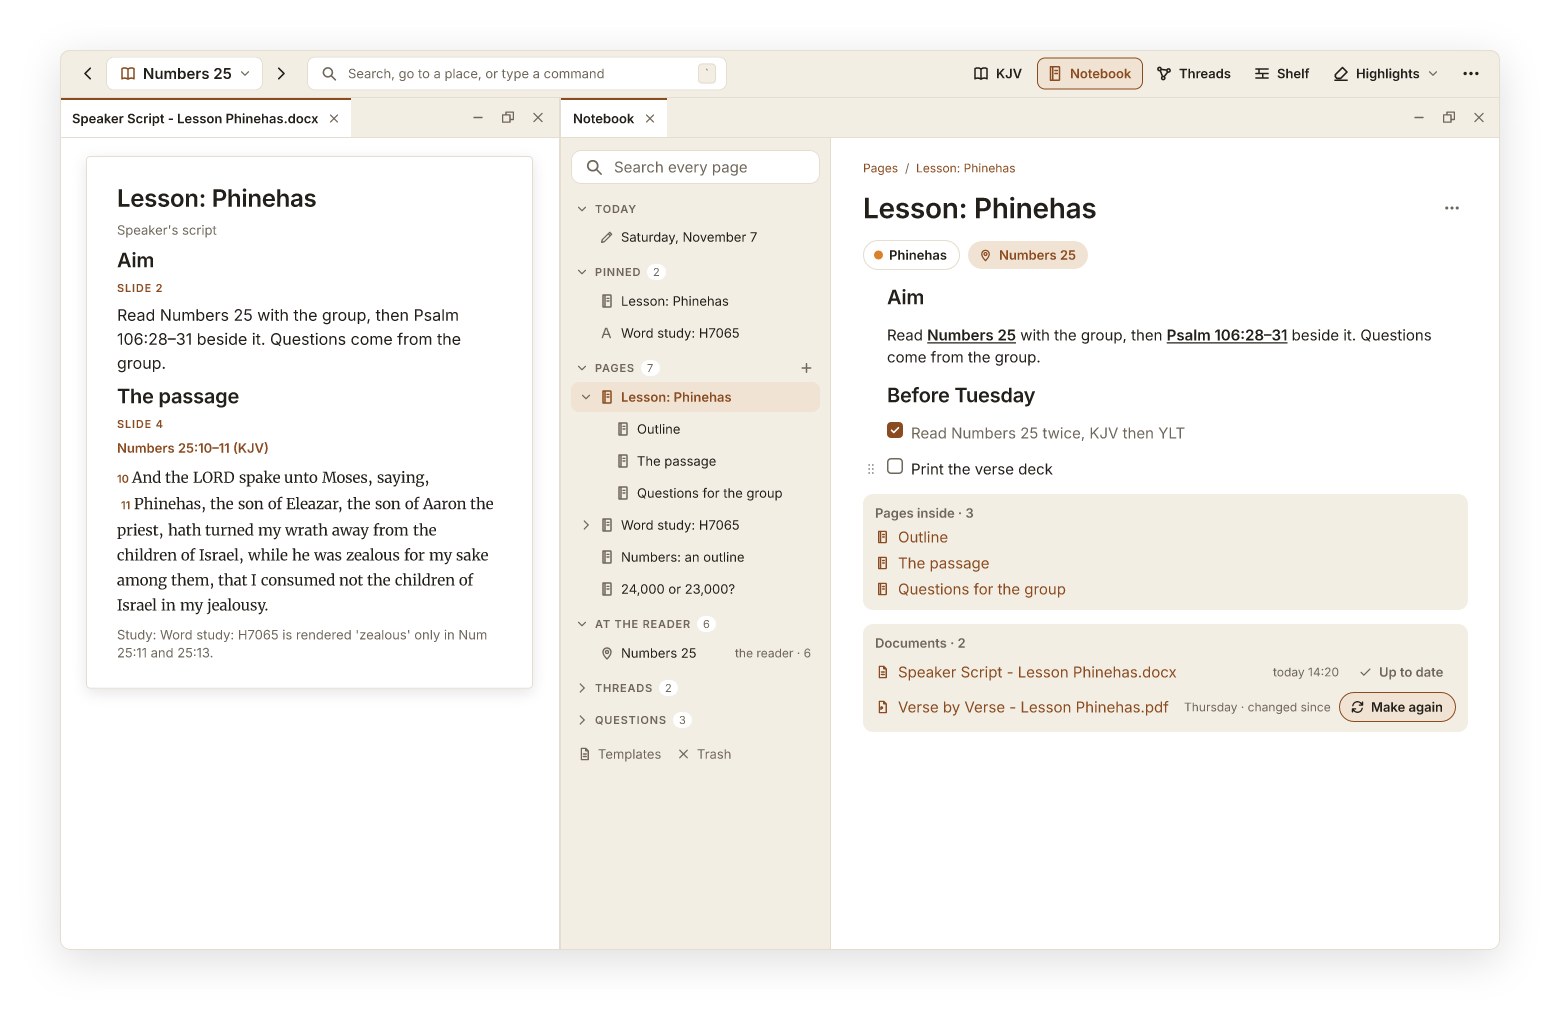 Numbers 25
Search, go to a place, or type a command
`
KJV
Notebook
Threads
Shelf
Highlights
Speaker Script - Lesson Phinehas.docx
Lesson: Phinehas
Speaker's script
Aim
SLIDE 2
Read Numbers 25 with the group, then Psalm
106:28–31 beside it. Questions come from the
group.
The passage
SLIDE 4
Numbers 25:10–11 (KJV)
10 And the LORD spake unto Moses, saying,
11 Phinehas, the son of Eleazar, the son of Aaron the
priest, hath turned my wrath away from the
children of Israel, while he was zealous for my sake
among them, that I consumed not the children of
Israel in my jealousy.
Study: Word study: H7065 is rendered 'zealous' only in Num
25:11 and 25:13.
Notebook
Search every page
TODAY
Saturday, November 7
PINNED 2
Lesson: Phinehas
A Word study: H7065
PAGES 7
Lesson: Phinehas
Outline
The passage
Questions for the group
Word study: H7065
Numbers: an outline
24,000 or 23,000?
AT THE READER 6
Numbers 25 the reader · 6
THREADS 2
QUESTIONS 3
Templates
Trash
Pages / Lesson: Phinehas
Lesson: Phinehas
Phinehas
Numbers 25
Aim
Read Numbers 25 with the group, then Psalm 106:28–31 beside it. Questions
come from the group.
Before Tuesday
Read Numbers 25 twice, KJV then YLT
Print the verse deck
Pages inside · 3
Outline
The passage
Questions for the group
Documents · 2
Speaker Script - Lesson Phinehas.docx today 14:20 Up to date
Verse by Verse - Lesson Phinehas.pdf Thursday · changed since Make again